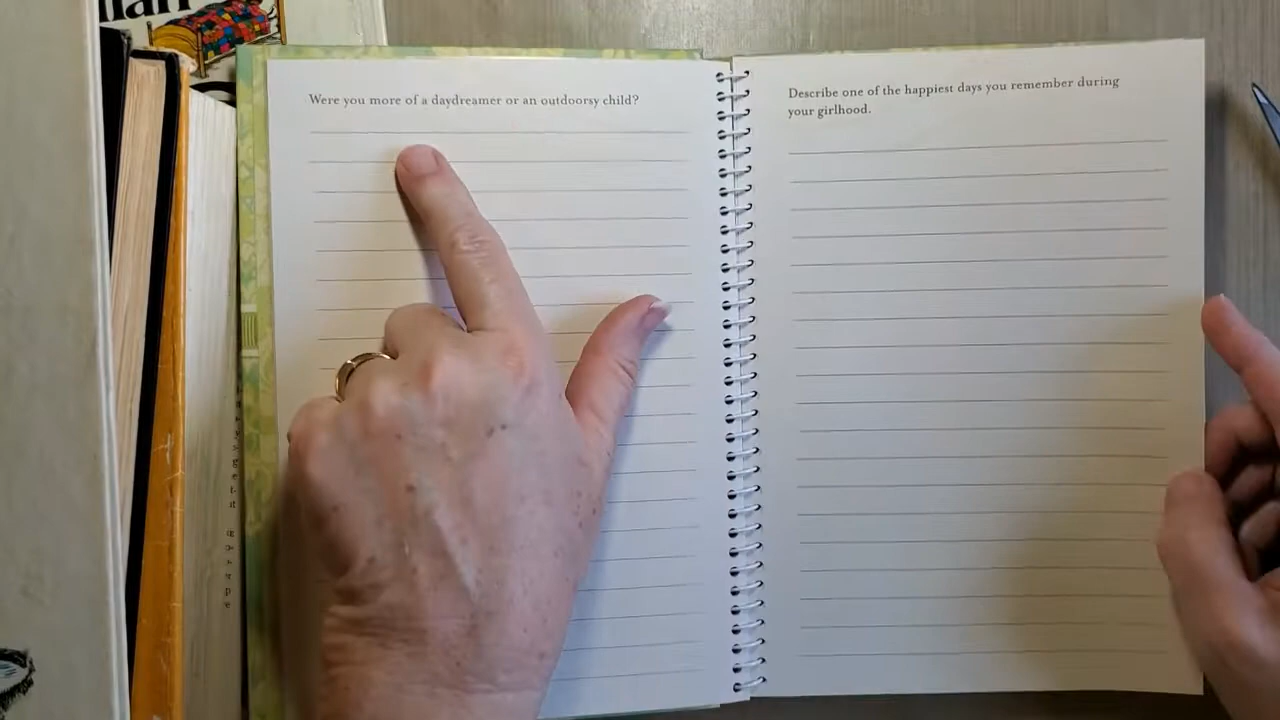 Were you more of a daydreamer or an outdoorsy child?
Describe one of the happiest days you remember during
your girlhood.